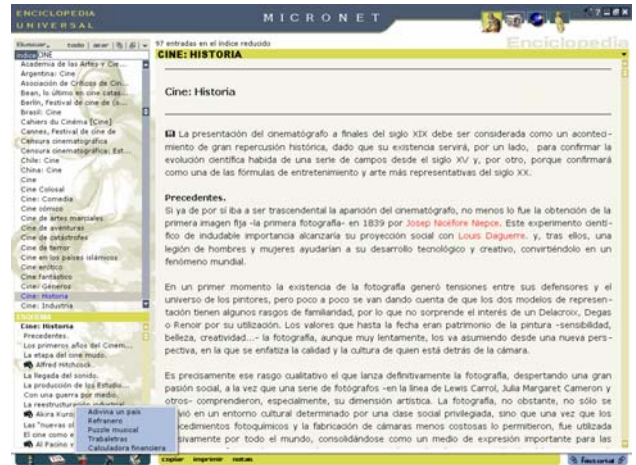 ENCICLOPEDIA
UNIVERSAL
MICRONET
Enciclopedia
todo
97 entradas en el índice reducido
índice CINE
CINE: HISTORIA
Academia de las Artes y Cie...
Argentina: Cine
Asociación de Críticos de Cin...
Bean, lo último en cine catas...
Berlín, Festival de cine de (s...
Brasil: Cine
Cahiers du Cinéma [Cine]
Cannes, Festival de cine de
Censura cinematográfica
Censura cinematográfica: Est...
Chile: Cine
China: Cine
Cine
Cine Colosal
Cine: Comedia
Cine cómico
Cine de artes marciales
Cine de aventuras
Cine de catástrofes
Cine de terror
Cine en los países islámicos
Cine erótico
Cine fantástico
Cine: Géneros
Cine: Historia
Cine: Industria
ESQUEMA
Cine: Historia
Precedentes.
Los primeros años del Cinem...
La etapa del cine mudo.
Alfred Hitchcock.
La llegada del sonido.
La producción de los Estudio...
Con una guerra por medio.
La reestructuración industrial
Akira Kuros
Las "nuevas ol
El cine como e
Al Pacino y
Adivina un país
Refranero
Puzzle musical
Trabaletras
Calculadora financiera
Cine: Historia
La presentación del cinematógrafo a finales del siglo XIX debe ser considerada como un aconteci-
miento de gran repercusión histórica, dado que su existencia servirá, por un lado, para confirmar la
evolución científica habida de una serie de campos desde el siglo XV y, por otro, porque confirmará
como una de las fórmulas de entretenimiento y arte más representativas del siglo XX.
Precedentes.
Si ya de por sí iba a ser trascendental la aparición del cinematógrafo, no menos lo fue la obtención de la
primera imagen fija -la primera fotografía- en 1839 por Josep Nicéfore Niepce. Este experimento cientí-
fico de indudable importancia alcanzaría su proyección social con Louis Daguerre. y, tras ellos, una
legión de hombres y mujeres ayudarían a su desarrollo tecnológico y creativo, convirtiéndolo en un
fenómeno mundial.
En un primer momento la existencia de la fotografía generó tensiones entre sus defensores y el
universo de los pintores, pero poco a poco se van dando cuenta de que los dos modelos de represen-
tación tienen algunos rasgos de familiaridad, por lo que no sorprende el interés de un Delacroix, Degas
o Renoir por su utilización. Los valores que hasta la fecha eran patrimonio de la pintura -sensibilidad,
belleza, creatividad...- la fotografía, aunque muy lentamente, los va asumiendo desde una nueva pers-
pectiva, en la que se enfatiza la calidad y la cultura de quien está detrás de la cámara.
Es precisamente ese rasgo cualitativo el que lanza definitivamente la fotografía, despertando una gran
pasión social, a la vez que una serie de fotógrafos -en la línea de Lewis Carrol, Julia Margaret Cameron y
otros- comprendieron, especialmente, su dimensión artística. La fotografía, no obstante, no sólo se
lvió en un entorno cultural determinado por una clase social privilegiada, sino que una vez que los
ocedimientos fotoquímicos y la fabricación de cámaras menos costosas lo permitieron, fue utilizada
sivamente por todo el mundo, consolidándose como un medio de expresión importante para las
copiar imprimir notas
historial